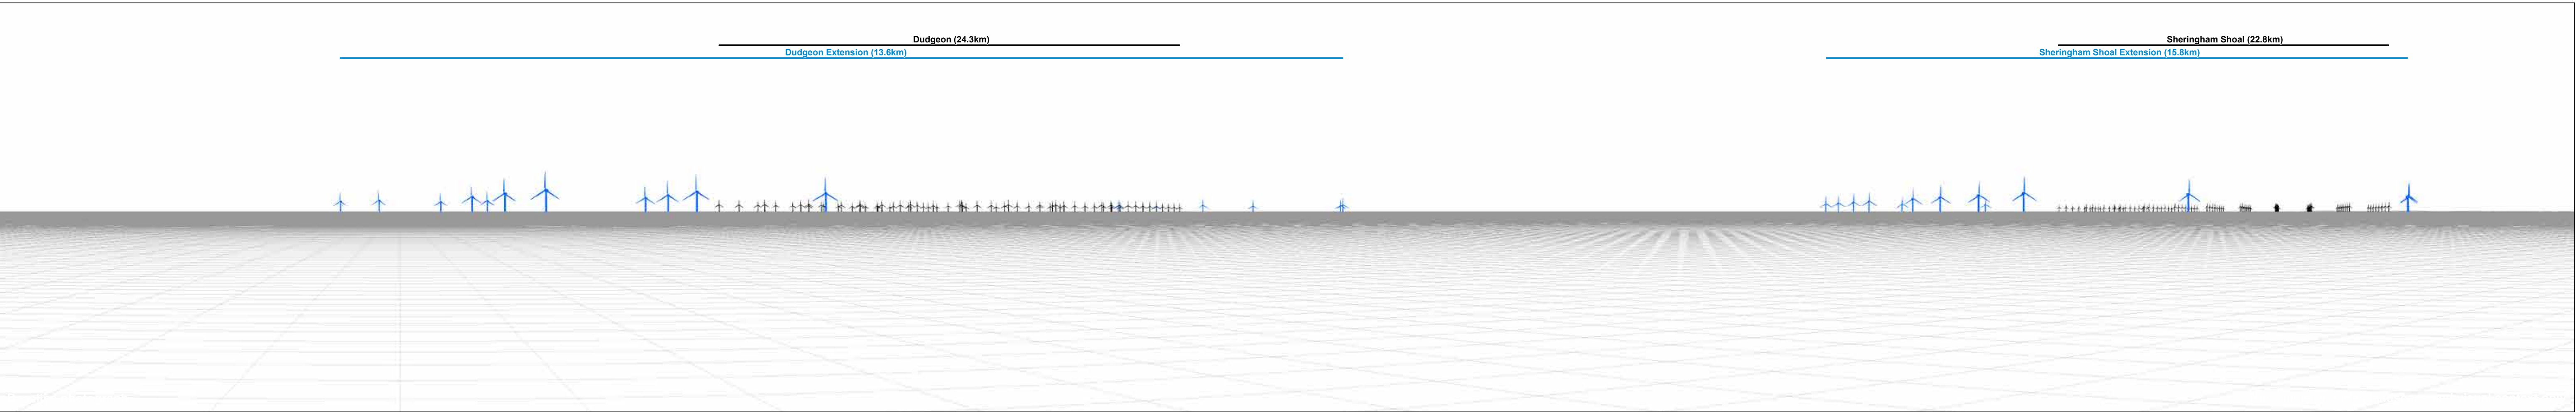 Dudgeon (24.3km)
Dudgeon Extension (13.6km)
Sheringham Shoal (22.8km)
Sheringham Shoal Extension (15.8km)